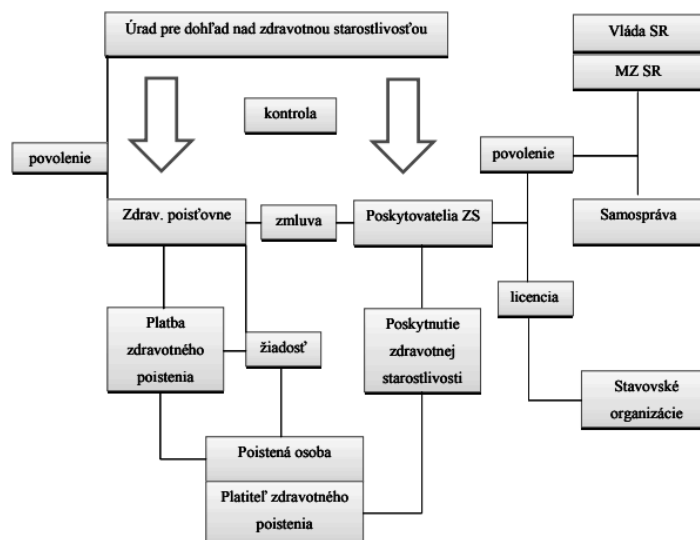 Úrad pre dohľad nad zdravotnou starostlivosťou
Vláda SR
MZ SR
kontrola
povolenie
povolenie
Zdrav. poisťovne
zmluva
Poskytovatelia ZS
Samospráva
licencia
Platba
zdravotného
poistenia
žiadosť
Poskytnutie
zdravotnej
starostlivosti
Stavovské
organizácie
Poistená osoba
Platiteľ zdravotného
poistenia